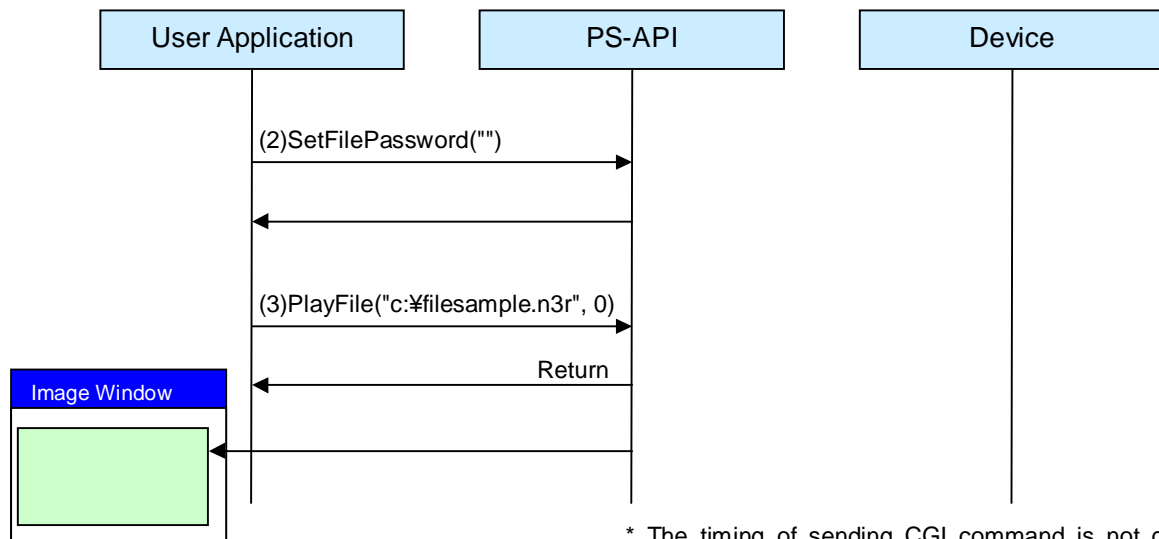 User Application
PS-API
Device
(2)SetFilePassword("")
(3)PlayFile("c:¥filesample.n3r", 0)
Return
Image Window
* The timing of sending CGI command is not